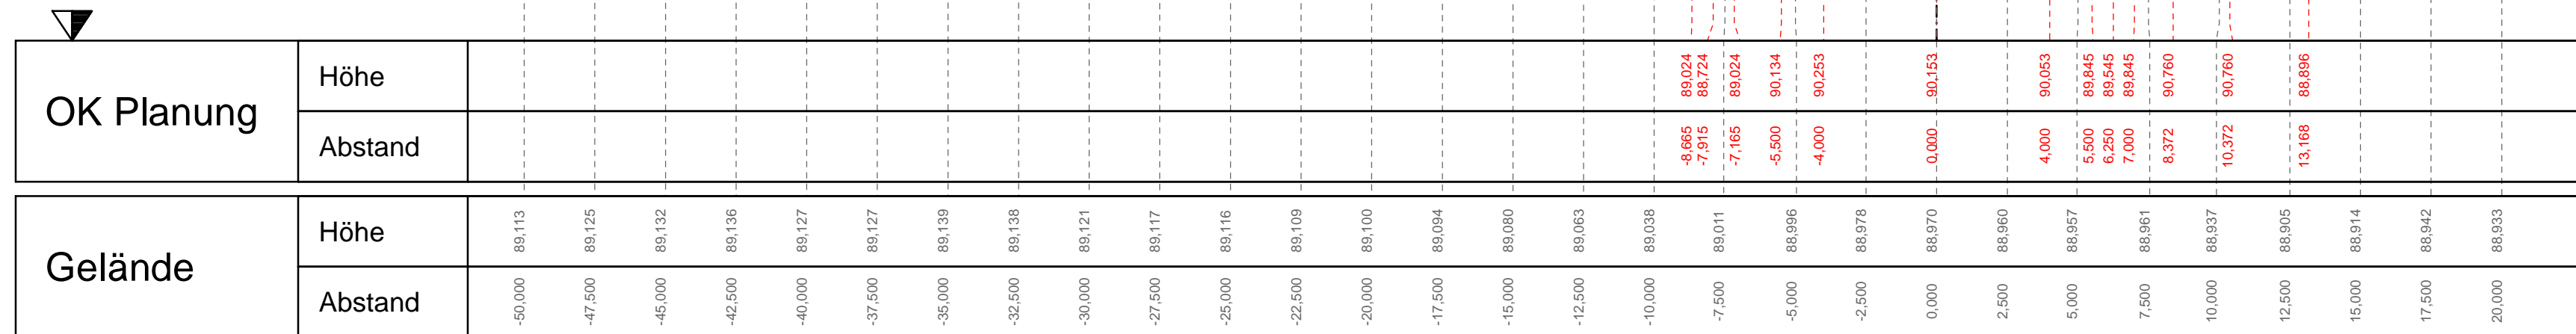 OK Planung
Höhe
89,024 88,724 89,024 90,134 90,253 90,153 90,053 89,845 89,545 89,845 90,760 90,760 88,896
Abstand
-8,665 -7,915 -7,165 -5,500 -4,000 0,000 4,000 5,500 6,250 7,000 8,372 10,372 13,168
Gelände
Höhe
89,113 89,125 89,132 89,136 89,127 89,127 89,139 89,138 89,121 89,117 89,116 89,109 89,100 89,094 89,080 89,063 89,038 89,011 88,996 88,978 88,970 88,960 88,957 88,961 88,937 88,905 88,914 88,942 88,933
Abstand
-50,000 -47,500 -45,000 -42,500 -40,000 -37,500 -35,000 -32,500 -30,000 -27,500 -25,000 -22,500 -20,000 -17,500 -15,000 -12,500 -10,000 -7,500 -5,000 -2,500 0,000 2,500 5,000 7,500 10,000 12,500 15,000 17,500 20,000